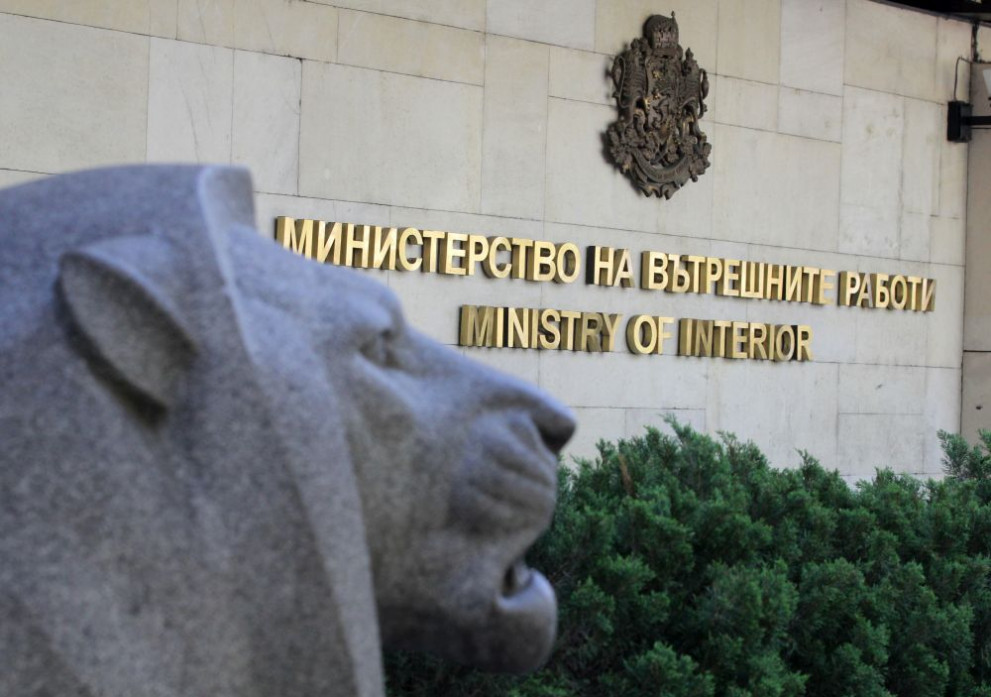 МИНИСТЕРСТВО НА ВЪТРЕШНИТЕ РАБОТИ
MINISTRY OF INTERIOR